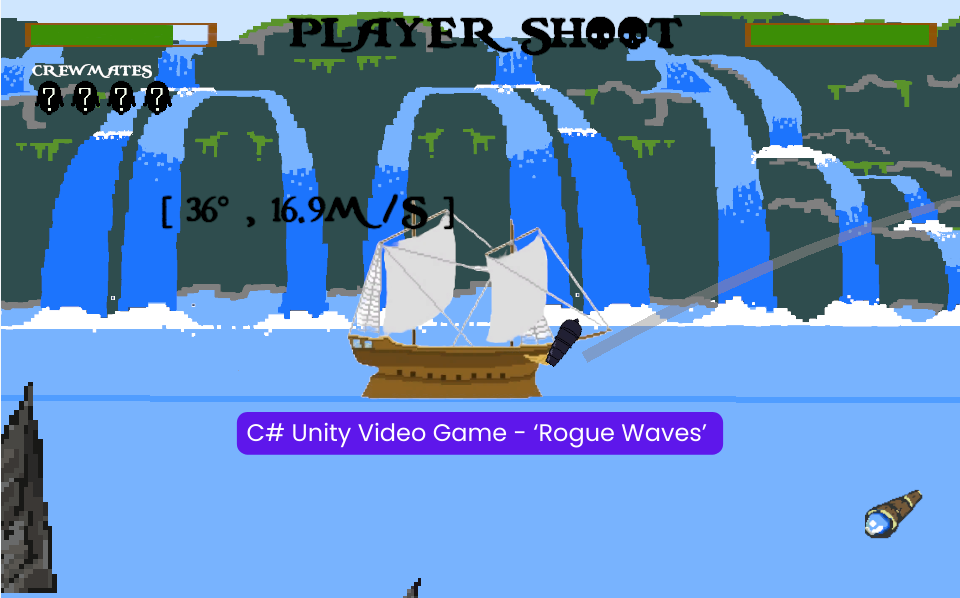 PLAYER SHOOT
CREWMATES
? ? ? ?
[ 36° , 16.9M/S ]
C# Unity Video Game - ‘Rogue Waves’